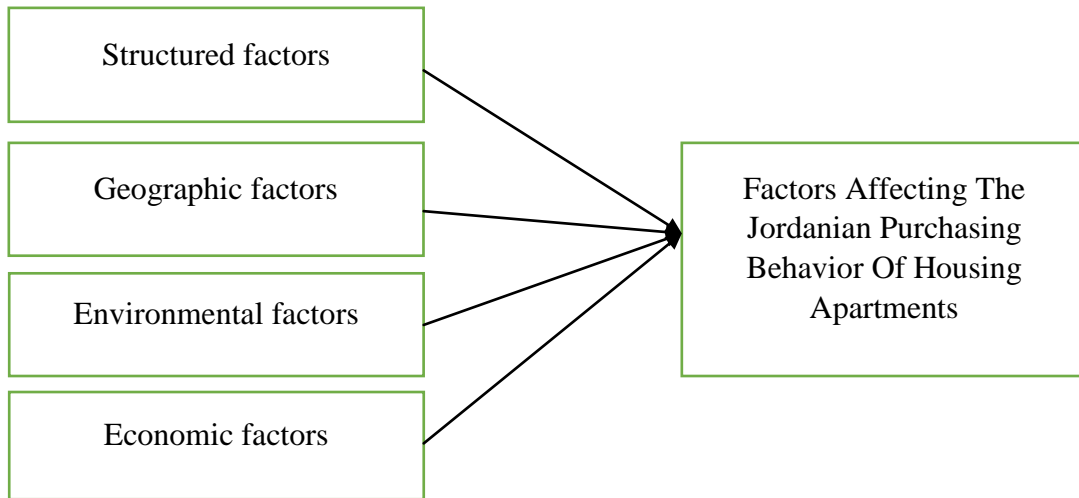 Structured factors
Geographic factors
Environmental factors
Economic factors
Factors Affecting The
Jordanian Purchasing
Behavior Of Housing
Apartments